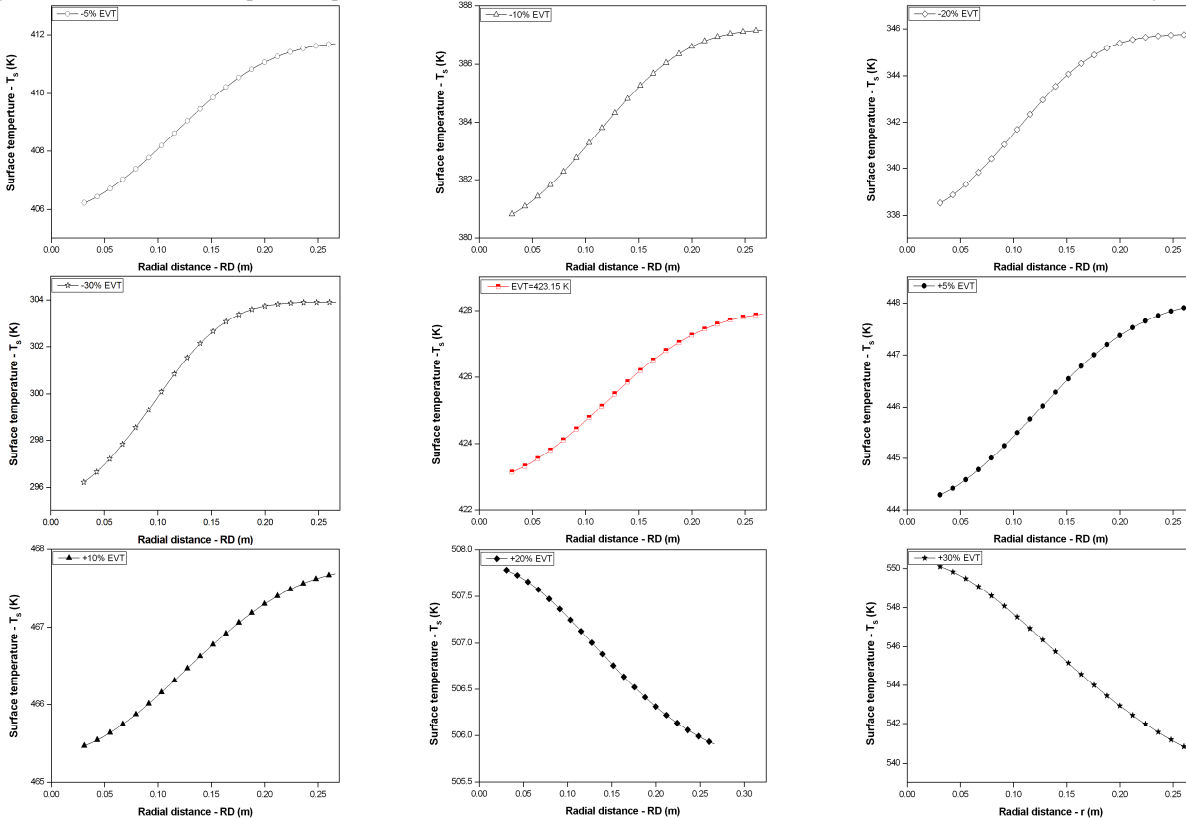 -5% EVT
412
410
408
406
0.00 0.05 0.10 0.15 0.20 0.25
Surface temperture - Ts (K)
Radial distance - RD (m)
-10% EVT
388
386
384
382
380
0.00 0.05 0.10 0.15 0.20 0.25
Surface temperature - Ts (K)
Radial distance - RD (m)
-20% EVT
346
344
342
340
338
0.00 0.05 0.10 0.15 0.20 0.25
Surface temperature - Ts (K)
Radial distance - RD (m)
-30% EVT
304
302
300
298
296
0.00 0.05 0.10 0.15 0.20 0.25
Surface temperature - Ts (K)
Radial distance - RD (m)
EVT=423.15 K
428
426
424
422
0.00 0.05 0.10 0.15 0.20 0.25
Surface temperature -Ts (K)
Radial distance - RD (m)
+5% EVT
448
447
446
445
444
0.00 0.05 0.10 0.15 0.20 0.25
Surface temperature - Ts (K)
Radial distance - RD (m)
+10% EVT
468
467
466
465
0.00 0.05 0.10 0.15 0.20 0.25
Surface temperature - Ts (K)
Radial distance - RD (m)
+20% EVT
508.0
507.5
507.0
506.5
506.0
505.5
0.00 0.05 0.10 0.15 0.20 0.25 0.30
Surface temperature - Ts (K)
Radial distance - RD (m)
+30% EVT
550
548
546
544
542
540
0.00 0.05 0.10 0.15 0.20 0.25
Surface temperature - Ts (K)
Radial distance - r (m)